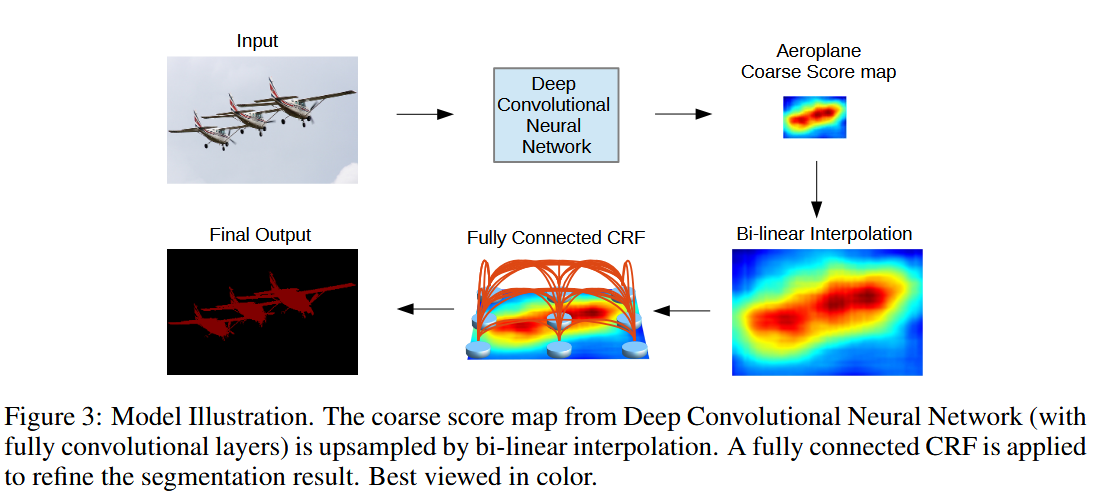 Input
Deep
Convolutional
Neural
Network
Aeroplane
Coarse Score map
Final Output
Fully Connected CRF
Bi-linear Interpolation
Figure 3: Model Illustration. The coarse score map from Deep Convolutional Neural Network (with
fully convolutional layers) is upsampled by bi-linear interpolation. A fully connected CRF is applied
to refine the segmentation result. Best viewed in color.